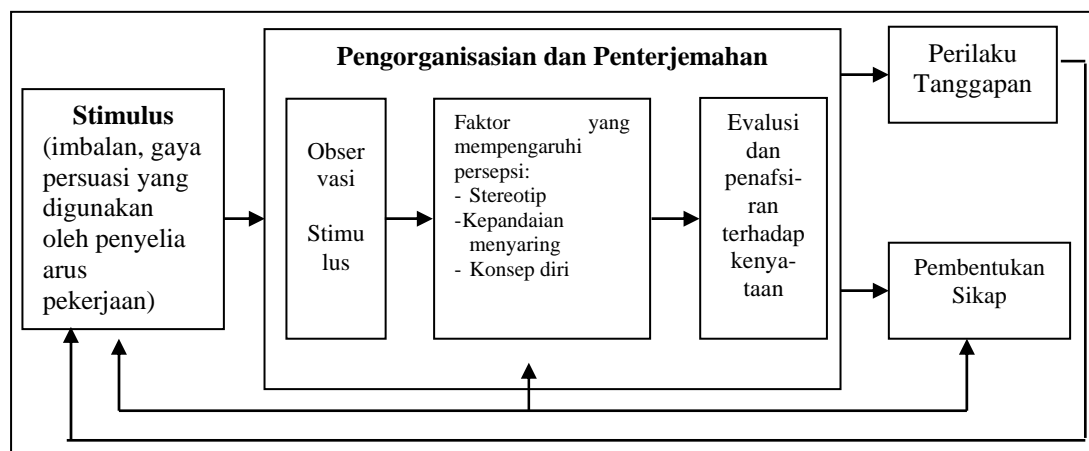 Pengorganisasian dan Penterjemahan
Stimulus
(imbalan, gaya
persuasi yang
digunakan
oleh penyelia
arus
pekerjaan)
Obser
vasi
Stimu
lus
Faktor yang
mempengaruhi
persepsi:
- Stereotip
-Kepandaian
menyaring
- Konsep diri
Evalusi
dan
penafsi-
ran
terhadap
kenya-
taan
Perilaku
Tanggapan
Pembentukan
Sikap